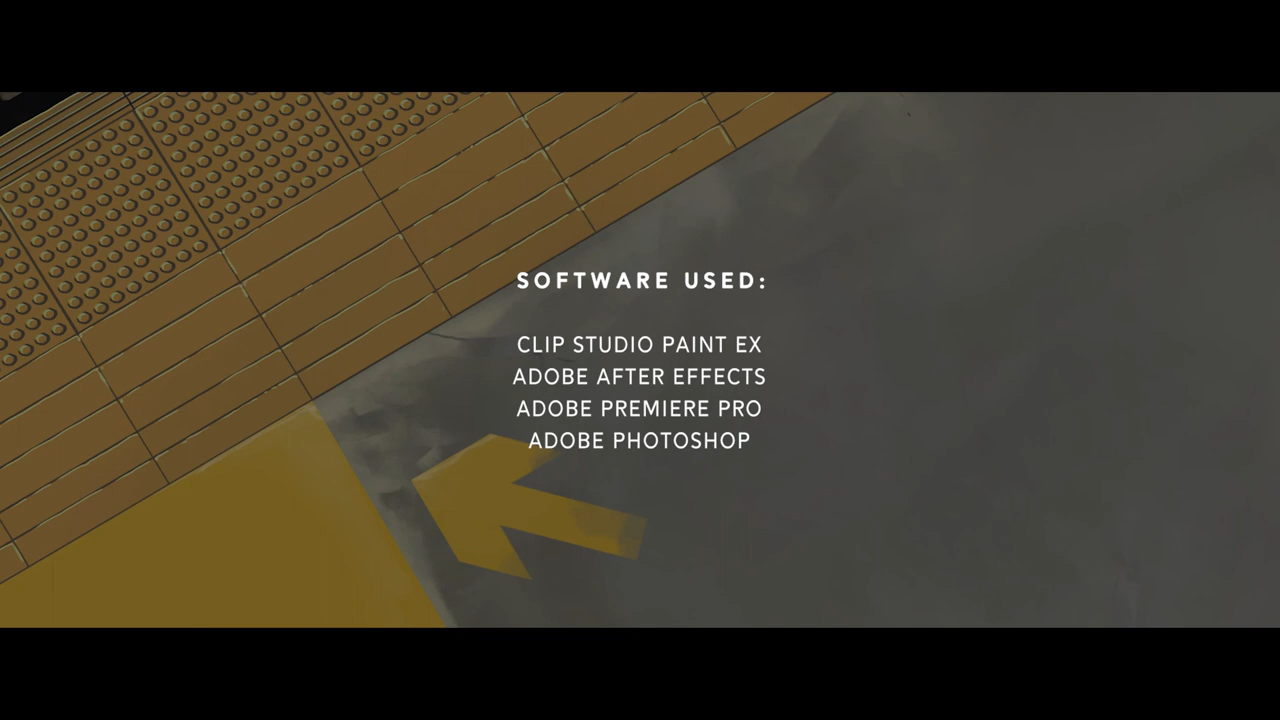 SOFTWARE USED:
CLIP STUDIO PAINT EX
ADOBE AFTER EFFECTS
ADOBE PREMIERE PRO
ADOBE PHOTOSHOP